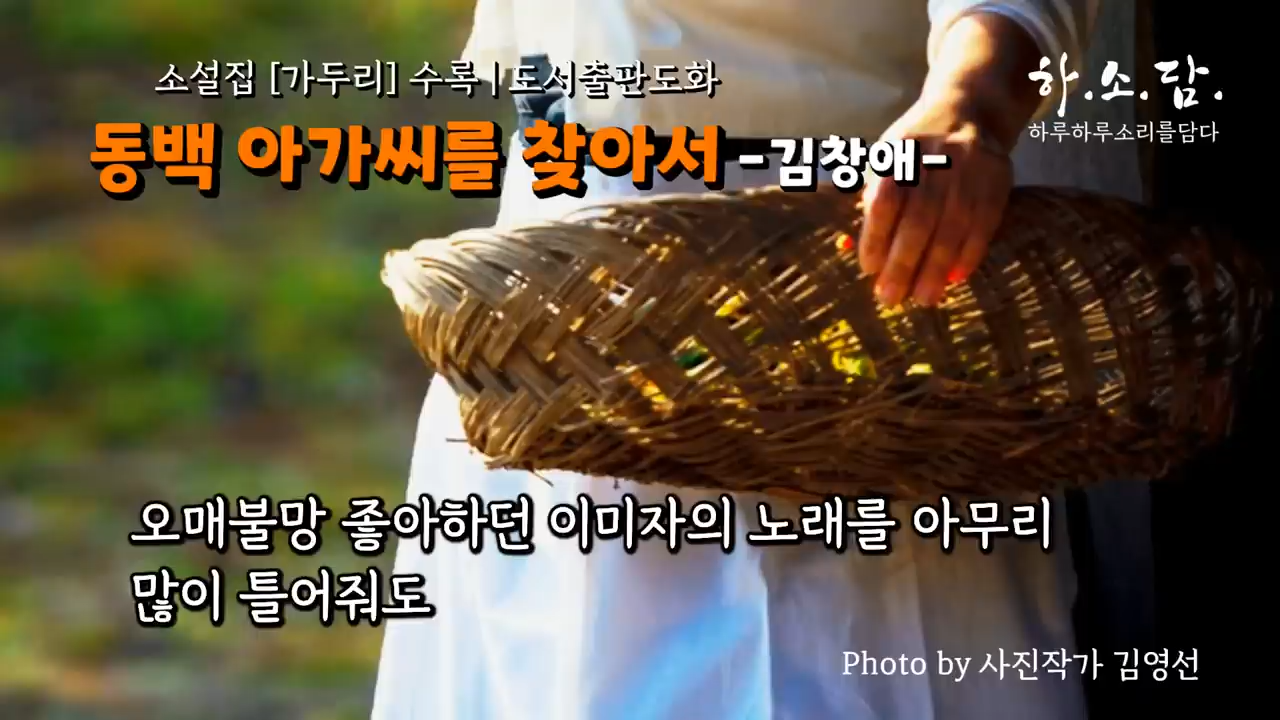 소설집 [가두리] 수록 | 도서출판도화
동백 아가씨를 찾아서 -김창애-
하.소.담.
하루하루소리를담다
오매불망 좋아하던 이미자의 노래를 아무리
많이 틀어줘도
Photo by 사진작가 김영선